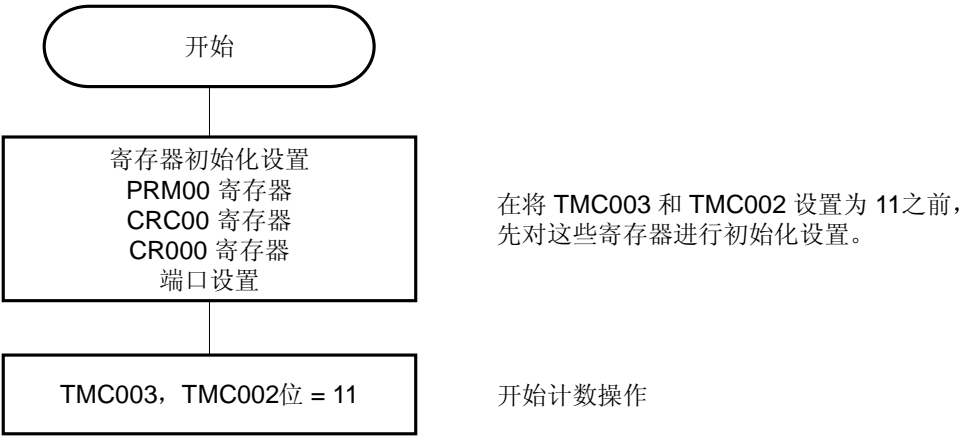 开始
寄存器初始化设置
PRM00 寄存器
CRC00 寄存器
CR000 寄存器
端口设置
在将 TMC003 和 TMC002 设置为 11之前，
先对这些寄存器进行初始化设置。
TMC003，TMC002位 = 11
开始计数操作